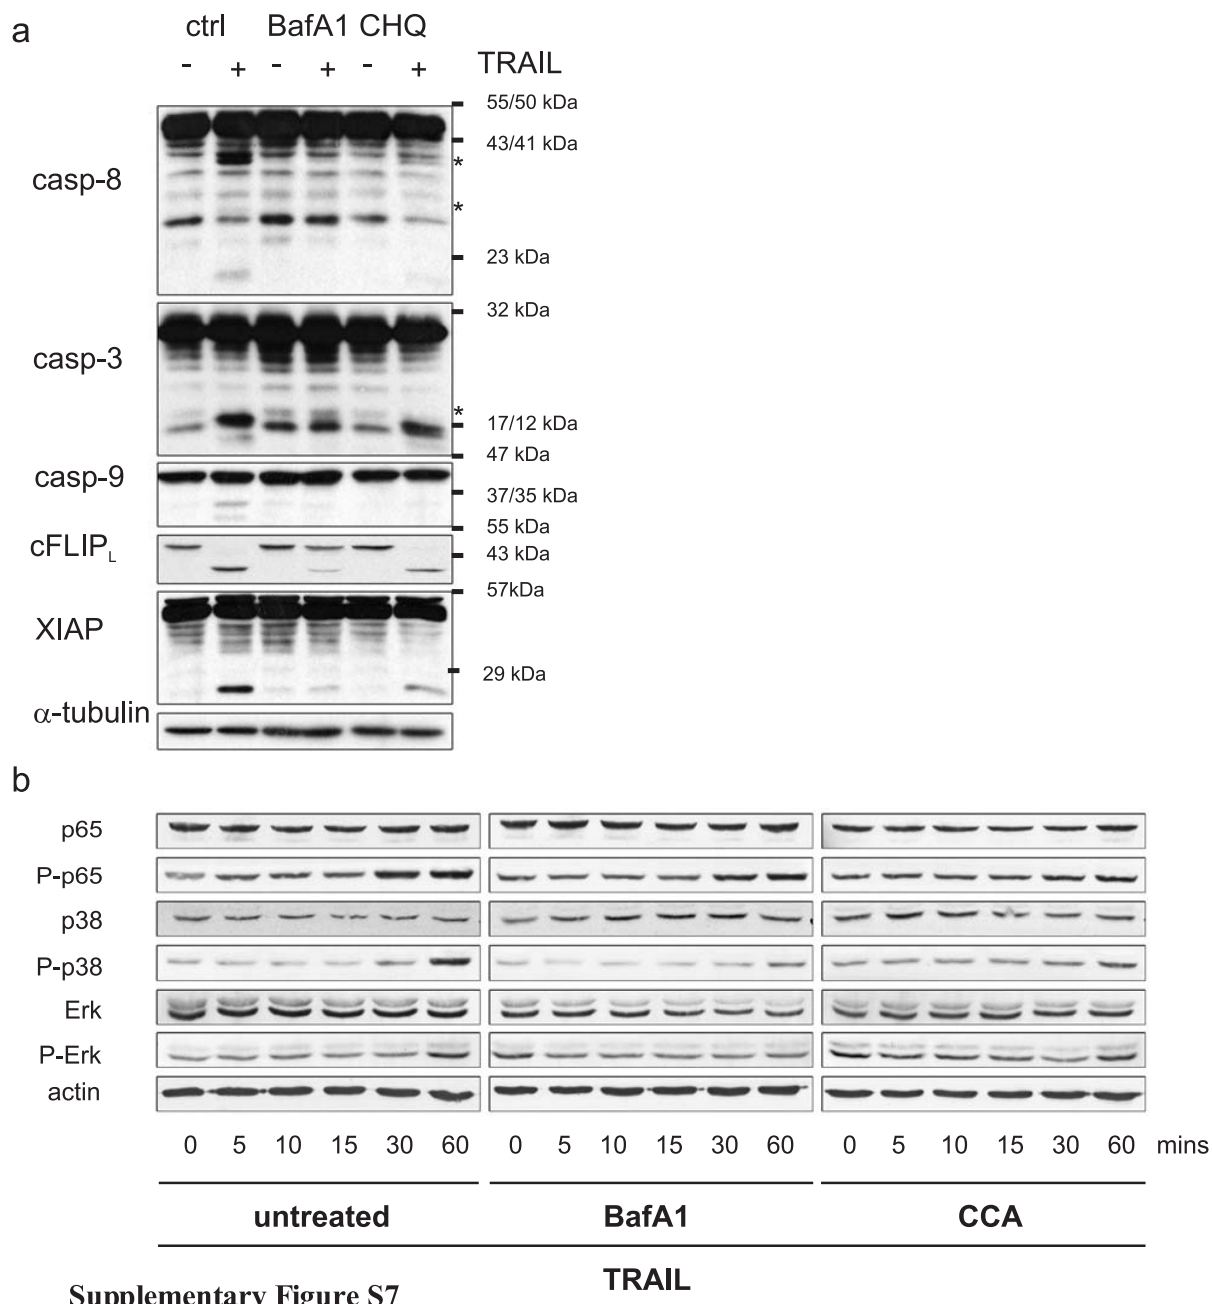 a
ctrl BafA1 CHQ
- + - + - + TRAIL
55/50 kDa
43/41 kDa
*
casp-8
*
23 kDa
32 kDa
casp-3
*
17/12 kDa
47 kDa
casp-9
37/35 kDa
55 kDa
cFLIPL
43 kDa
57kDa
XIAP
29 kDa
α-tubulin
b
p65
P-p65
p38
P-p38
Erk
P-Erk
actin
0 5 10 15 30 60 0 5 10 15 30 60 0 5 10 15 30 60 mins
untreated BafA1 CCA
TRAIL
Supplementary Figure S7